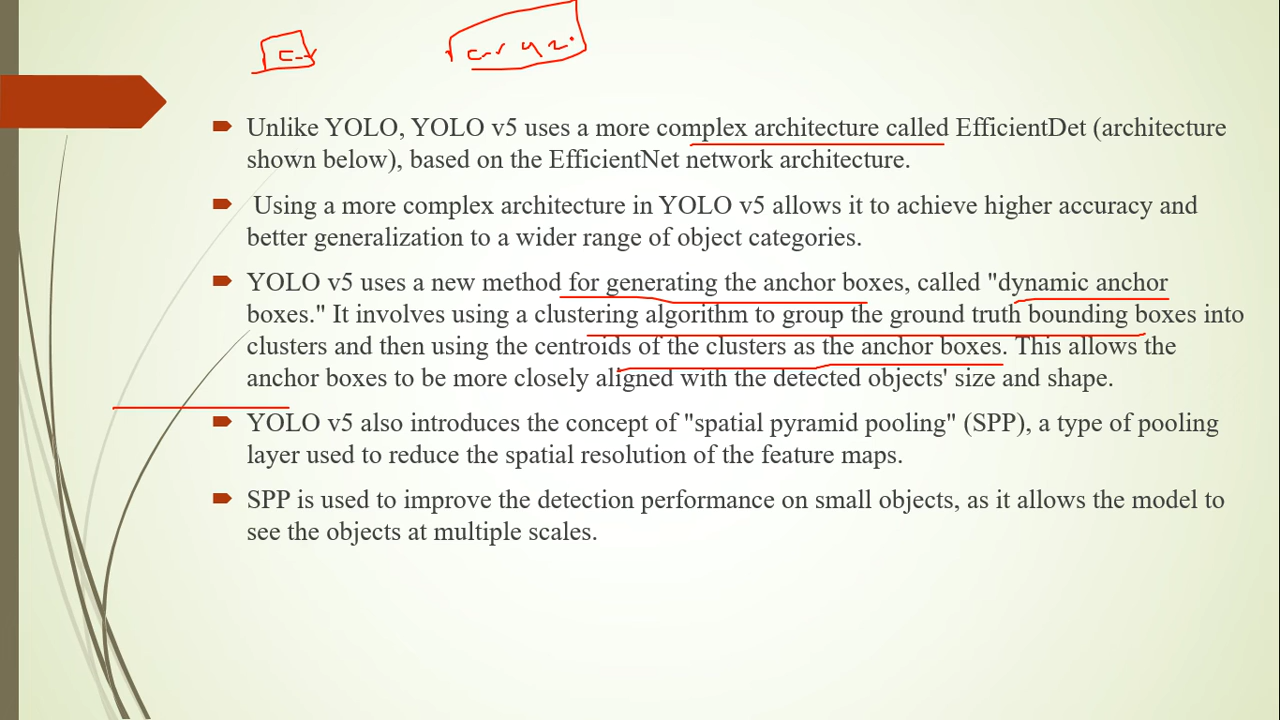 Unlike YOLO, YOLO v5 uses a more complex architecture called EfficientDet (architecture
shown below), based on the EfficientNet network architecture.
Using a more complex architecture in YOLO v5 allows it to achieve higher accuracy and
better generalization to a wider range of object categories.
YOLO v5 uses a new method for generating the anchor boxes, called "dynamic anchor
boxes." It involves using a clustering algorithm to group the ground truth bounding boxes into
clusters and then using the centroids of the clusters as the anchor boxes. This allows the
anchor boxes to be more closely aligned with the detected objects' size and shape.
YOLO v5 also introduces the concept of "spatial pyramid pooling" (SPP), a type of pooling
layer used to reduce the spatial resolution of the feature maps.
SPP is used to improve the detection performance on small objects, as it allows the model to
see the objects at multiple scales.